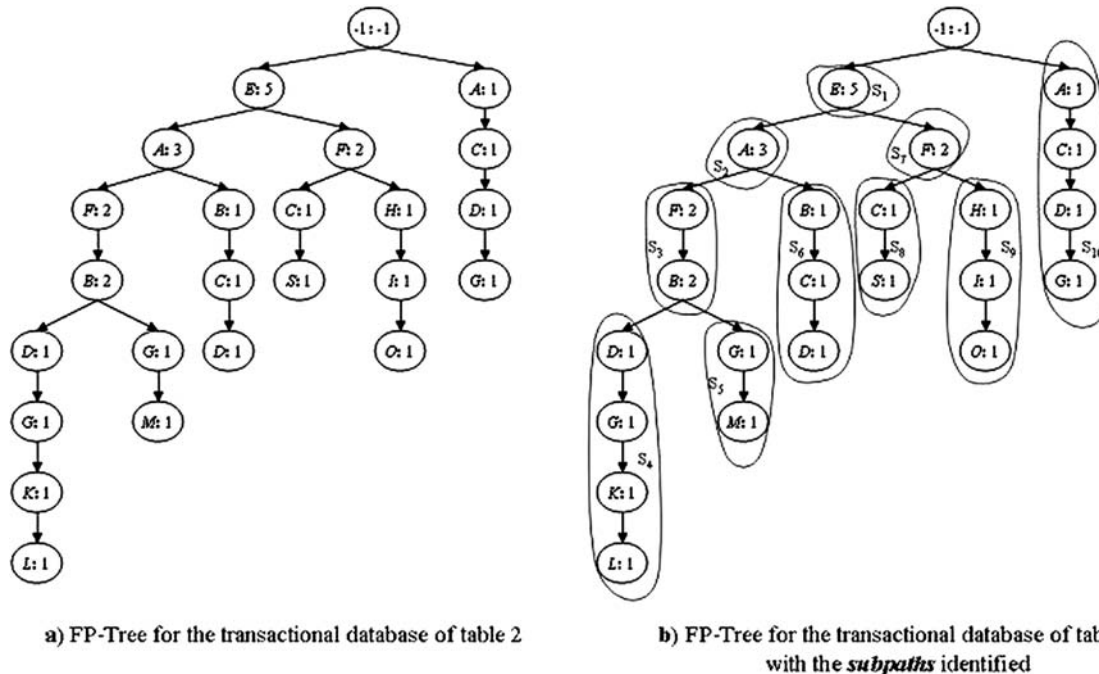 -1: -1
E: 5
A: 1
A: 3
F: 2
C: 1
F: 2
B: 1
C: 1
H: 1
D: 1
B: 2
C: 1
S: 1
I: 1
G: 1
D: 1
G: 1
D: 1
O: 1
G: 1
M: 1
K: 1
L: 1
a) FP-Tree for the transactional database of table 2
-1: -1
E: 5
S1
A: 1
A: 3
S2
F: 2
S7
C: 1
F: 2
B: 1
C: 1
H: 1
D: 1
S3
S6
S8
S9
S10
B: 2
C: 1
S: 1
I: 1
G: 1
D: 1
G: 1
D: 1
O: 1
S5
G: 1
M: 1
S4
K: 1
L: 1
b) FP-Tree for the transactional database of tab
with the subpaths identified